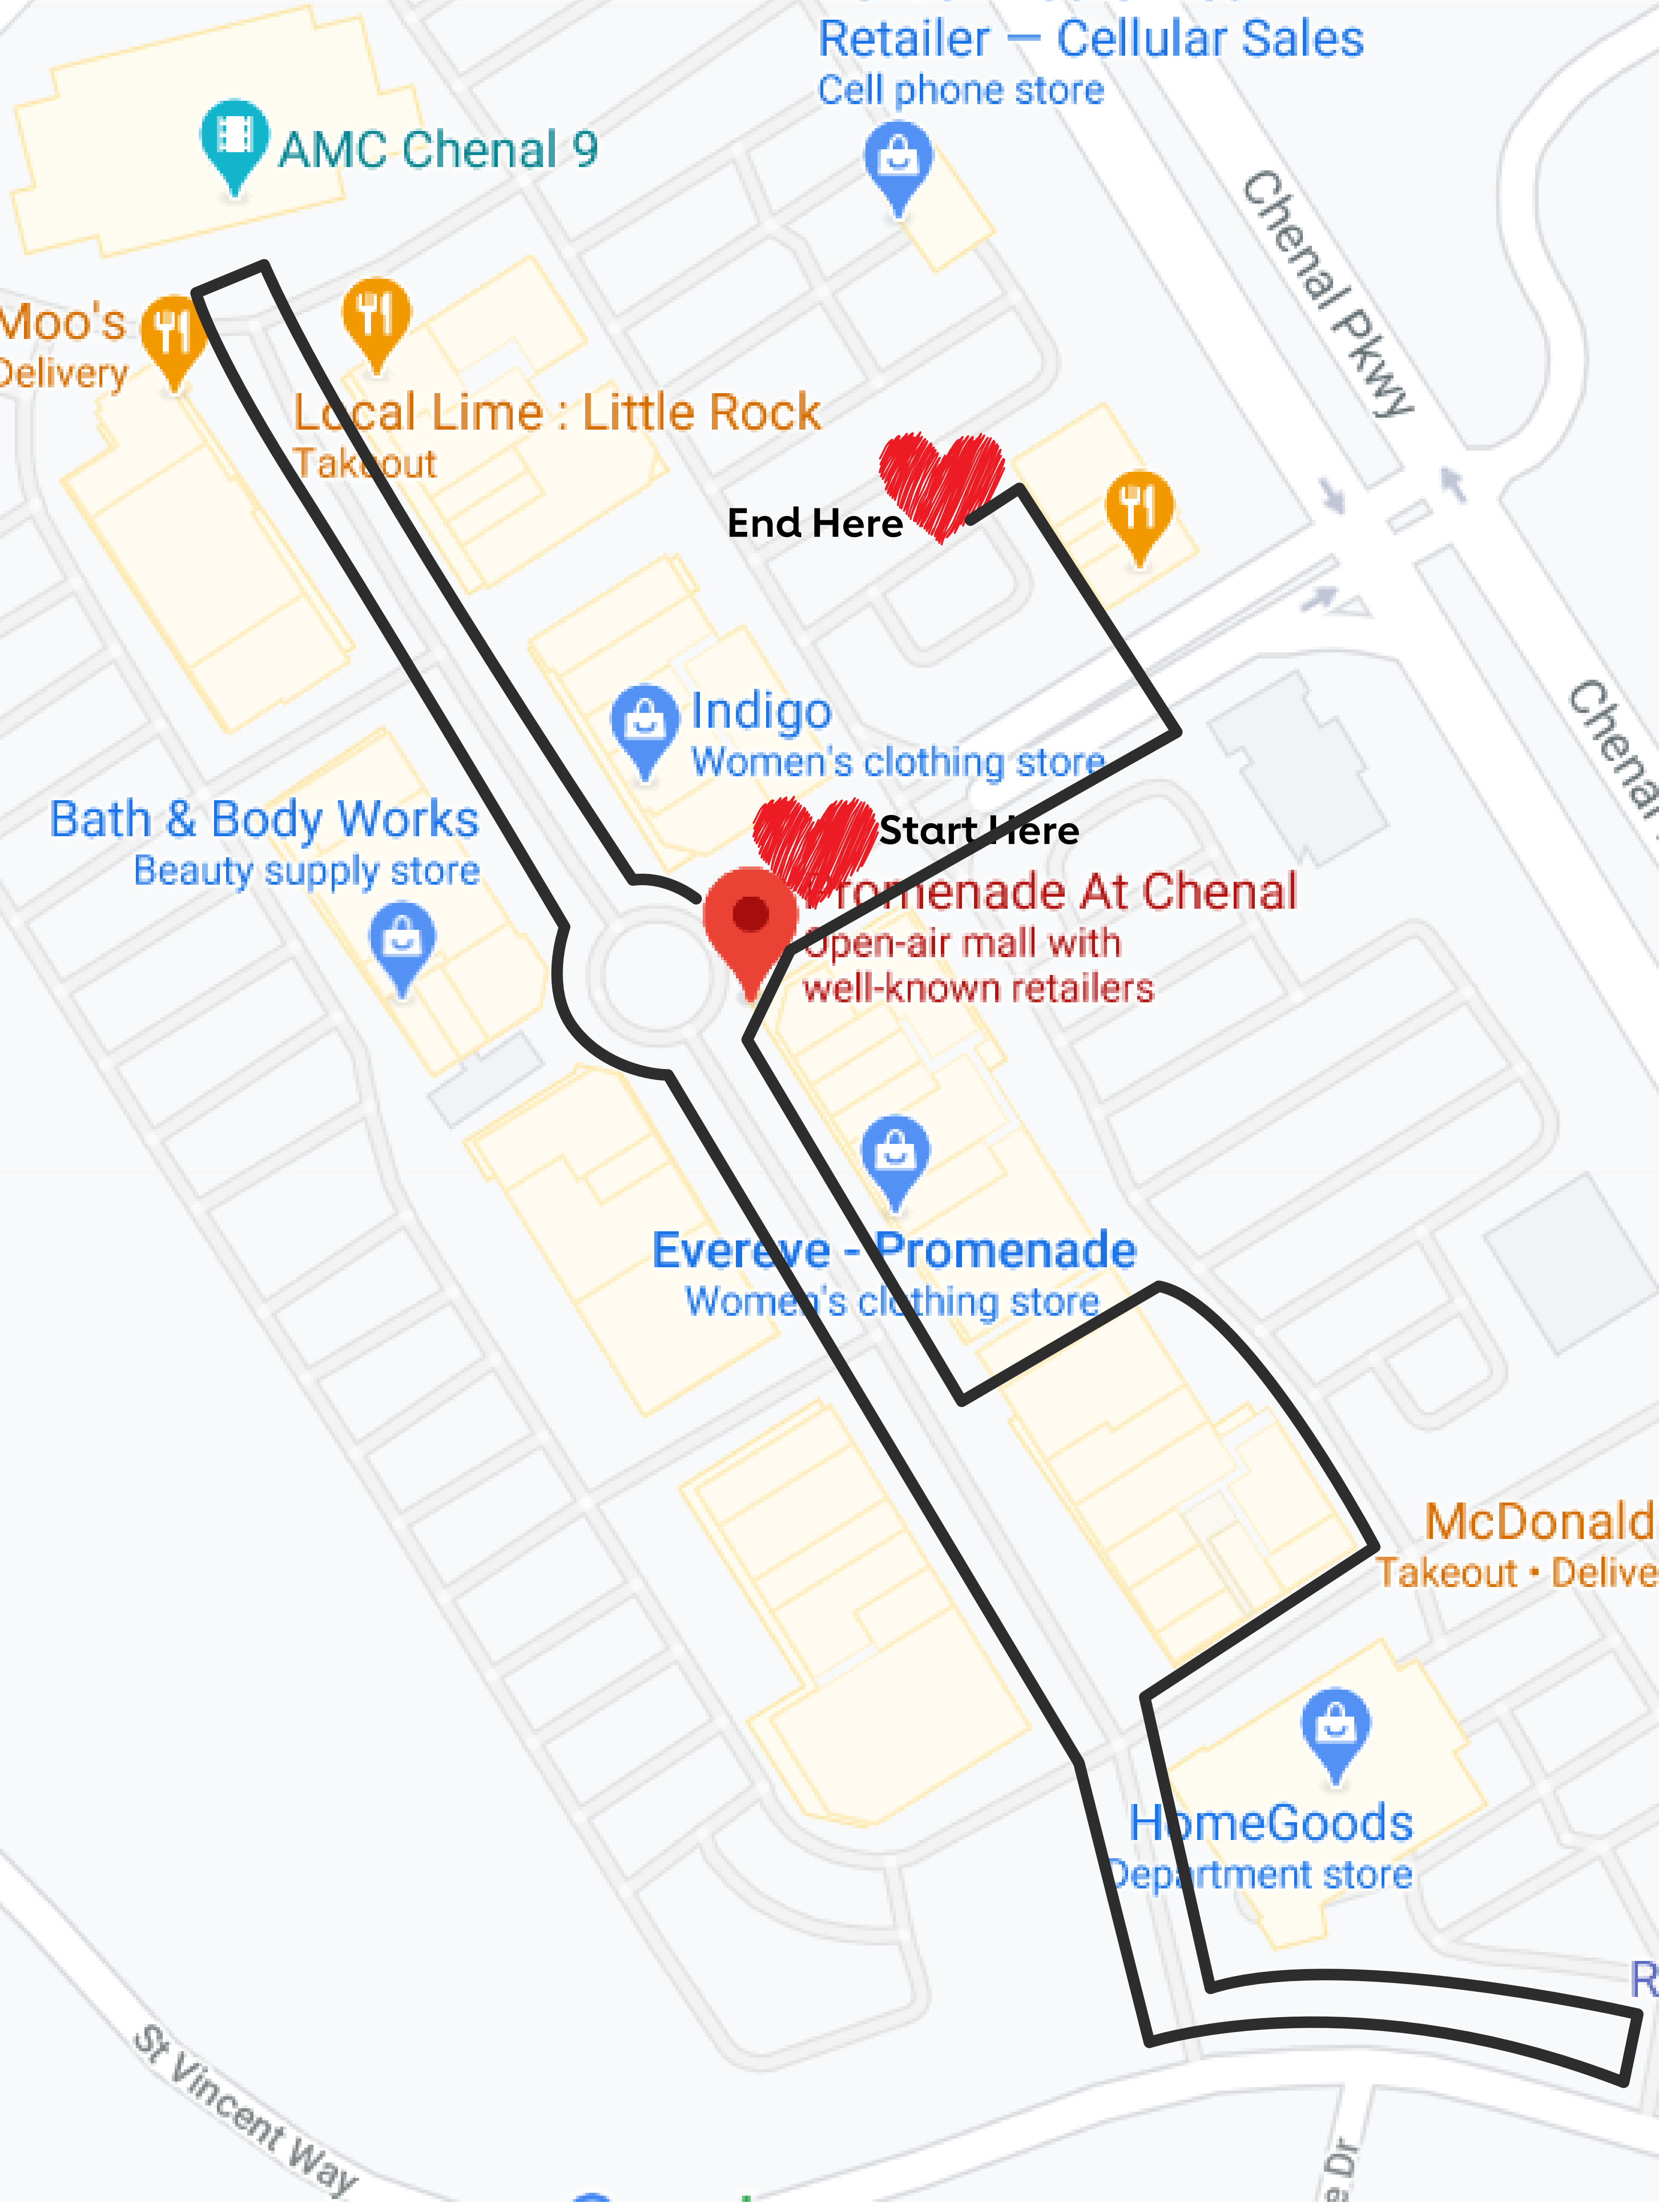 Retailer — Cellular Sales
Cell phone store
AMC Chenal 9
Chenal Pkwy
Moo's
Delivery
Local Lime : Little Rock
Takeout
End Here
Indigo
Women's clothing store
Chenal
Bath & Body Works
Beauty supply store
Start Here
Promenade At Chenal
Open-air mall with
well-known retailers
Evereve - Promenade
Women's clothing store
McDonald
Takeout • Delive
HomeGoods
Department store
R
St Vincent Way
e Dr